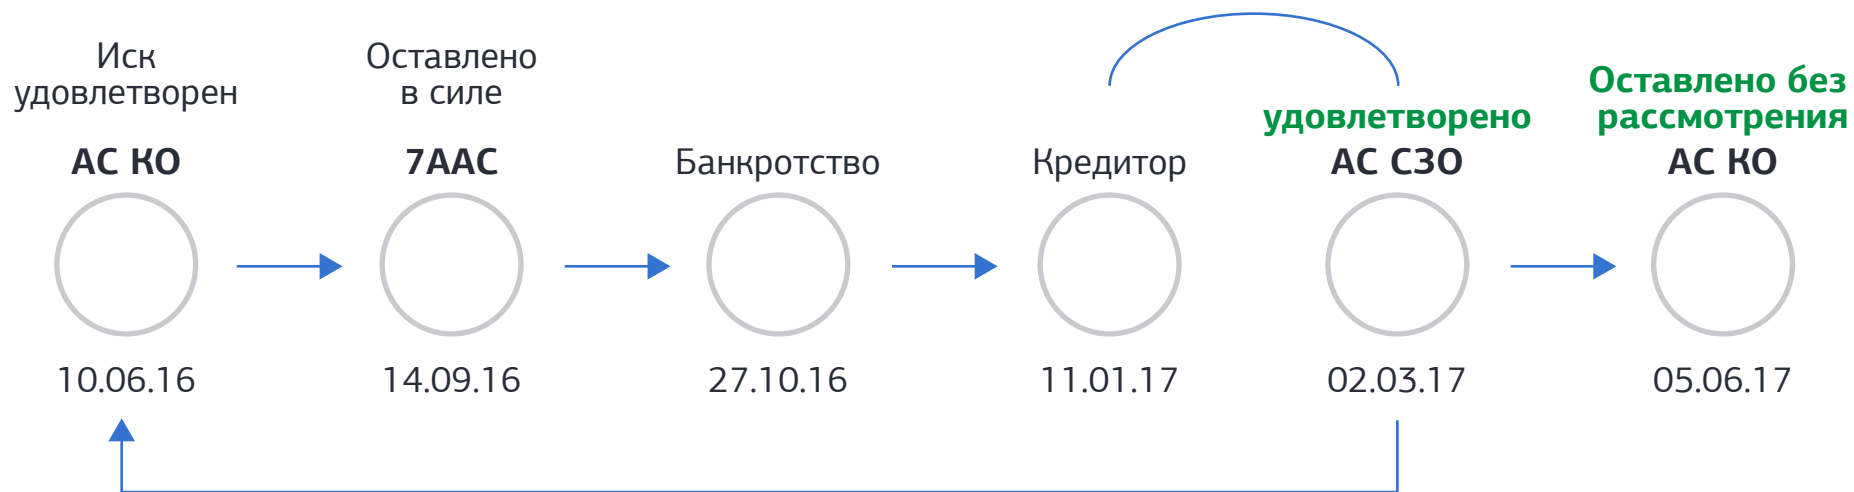 Иск
удовлетворен
АС КО
10.06.16
Оставлено
в силе
7ААС
14.09.16
Банкротство
27.10.16
Кредитор
11.01.17
удовлетворено
АС СЗО
02.03.17
Оставлено без
рассмотрения
АС КО
05.06.17